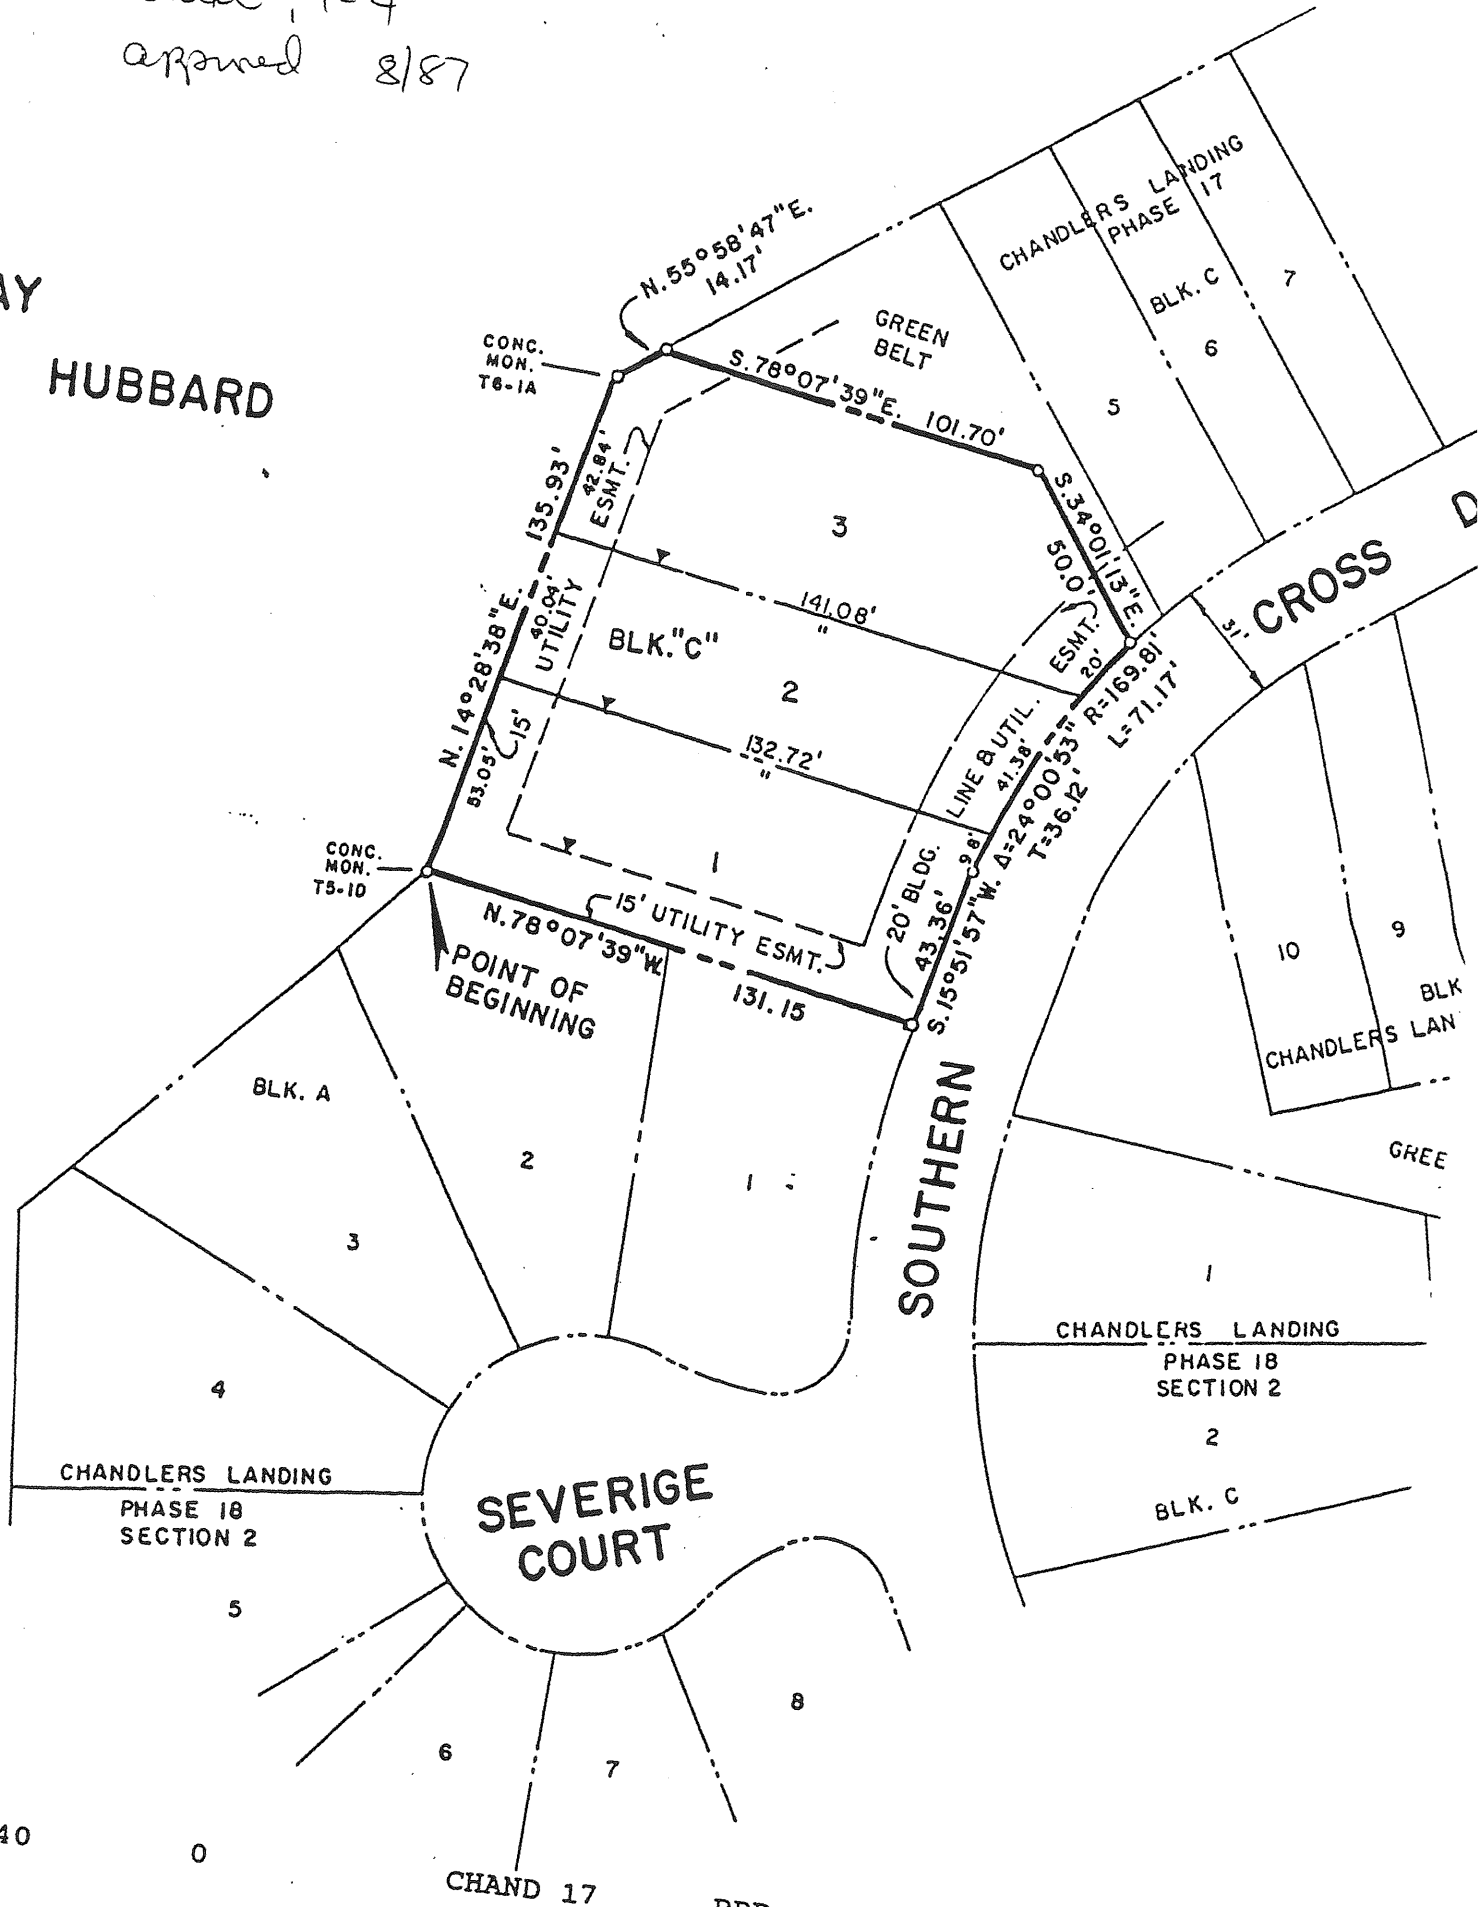 approved 8/87
AY
HUBBARD
N. 55°58'47"E.
14.17'
CONC.
MON.
T6-1A
GREEN
BELT
S. 78°07'39"E. 101.70'
CHANDLERS LANDING
PHASE 17
BLK. C
5
6
7
S. 34°01'13"E.
50.0'
CROSS D
31'
N. 14°28'38"E. 135.93'
42.84'
ESMT.
40.04'
UTILITY
15'
53.05'
3
141.08'
"
BLK. "C"
2
132.72'
"
1
ESMT.
20'
LINE & UTIL.
41.38'
20' BLDG.
9.8'
43.36'
R=169.81'
L=71.17'
Δ=24°00'53"
T=36.12'
S. 15°51'57"W.
CONC.
MON.
T5-1D
15' UTILITY ESMT.
N. 78°07'39"W. 131.15
POINT OF
BEGINNING
BLK. A
1
2
3
4
CHANDLERS LANDING
PHASE 18
SECTION 2
5
6
7
8
SEVERIGE
COURT
SOUTHERN
10
9
BLK
CHANDLERS LAN
GREE
1
CHANDLERS LANDING
PHASE 18
SECTION 2
2
BLK. C
40
0
CHAND 17